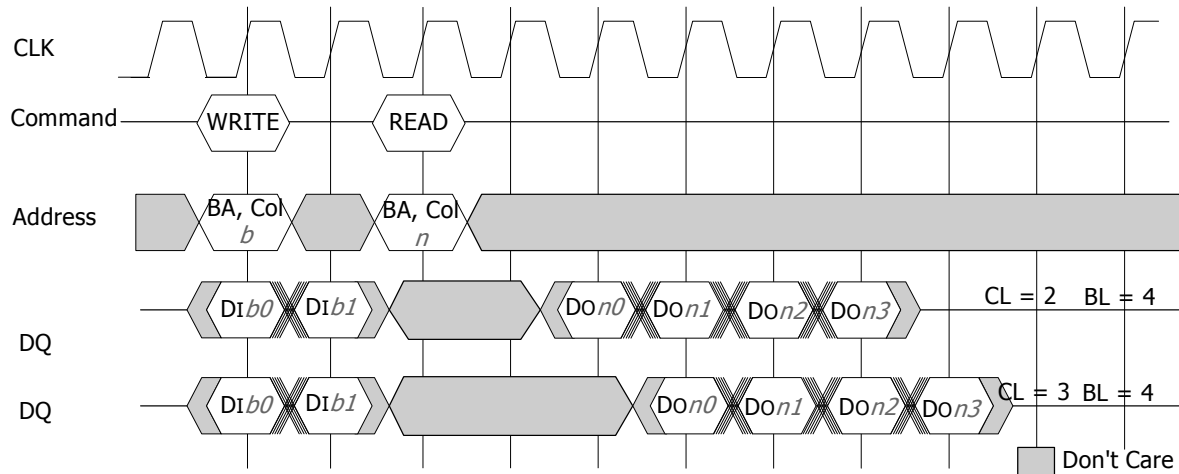 CLK
Command WRITE READ
Address BA, Col BA, Col
b n
DIb0 DIb1 DOn0 DOn1 DOn2 DOn3 CL = 2 BL = 4
DQ
DIb0 DIb1 DOn0 DOn1 DOn2 DOn3 CL = 3 BL = 4
DQ
Don't Care